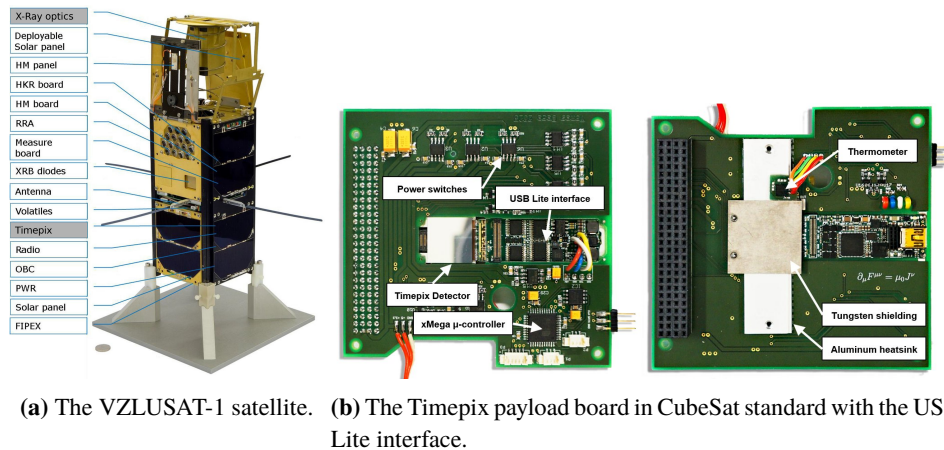 X-Ray optics
Deployable
Solar panel
HM panel
HKR board
HM board
RRA
Measure
board
XRB diodes
Antenna
Volatiles
Timepix
Radio
OBC
PWR
Solar panel
FIPEX
Power switches
USB Lite interface
Timepix Detector
xMega μ-controller
Thermometer
∂μFμν = μ0Jν
Tungsten shielding
Aluminum heatsink
(a) The VZLUSAT-1 satellite.
(b) The Timepix payload board in CubeSat standard with the US
Lite interface.